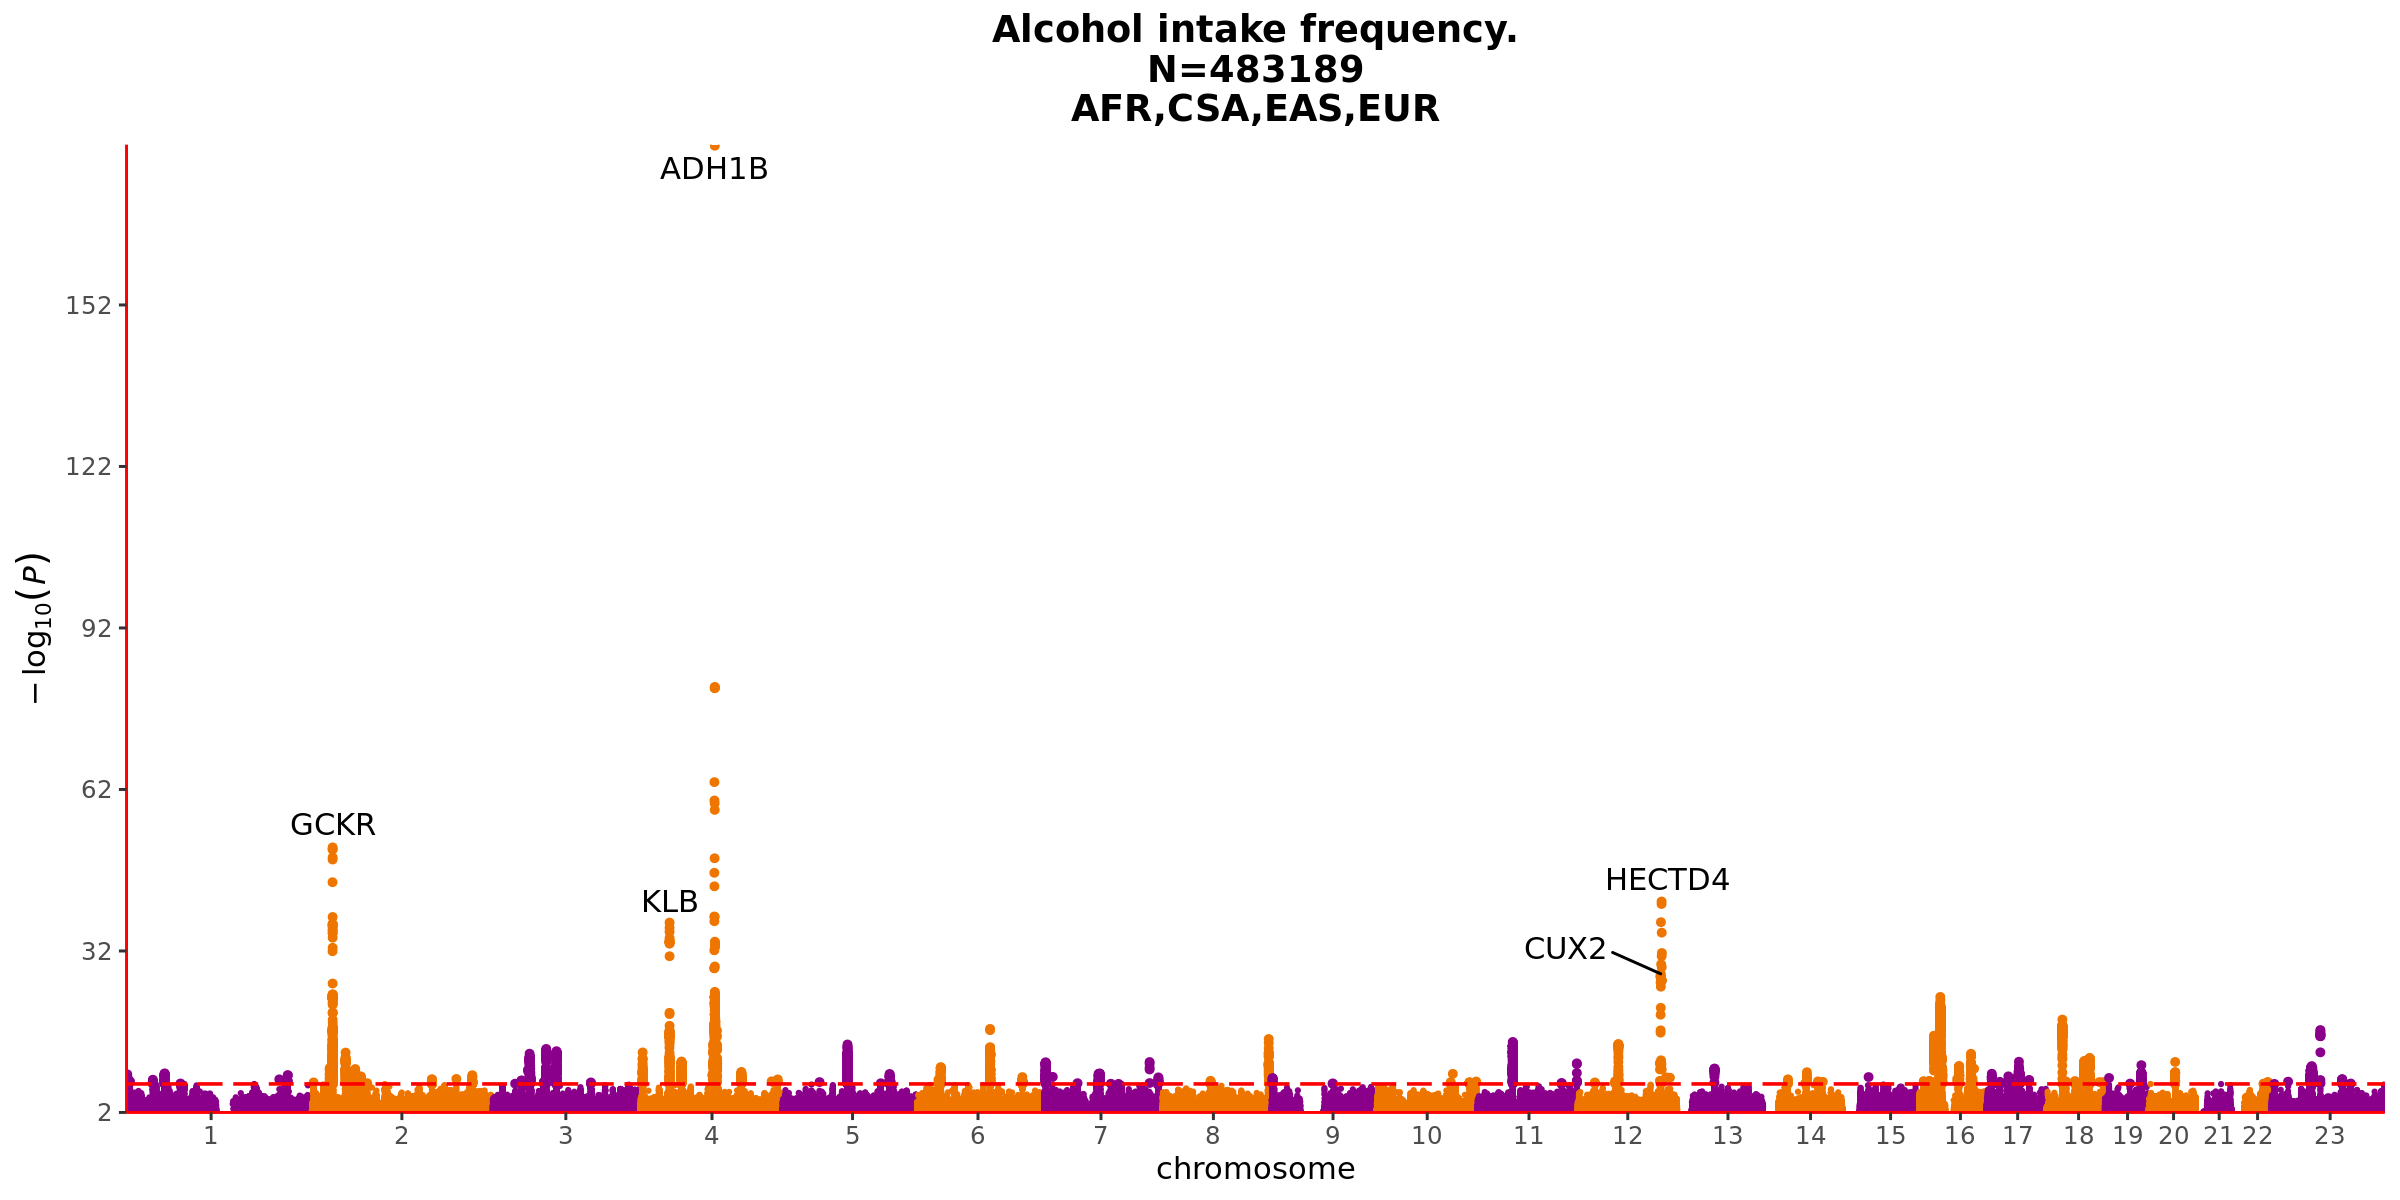 Alcohol intake frequency.
N=483189
AFR,CSA,EAS,EUR
ADH1B
152
122
92
62
32
2
−log₁₀(P)
GCKR
KLB
HECTD4
CUX2
1 2 3 4 5 6 7 8 9 10 11 12 13 14 15 16 17 18 19 20 21 22 23
chromosome